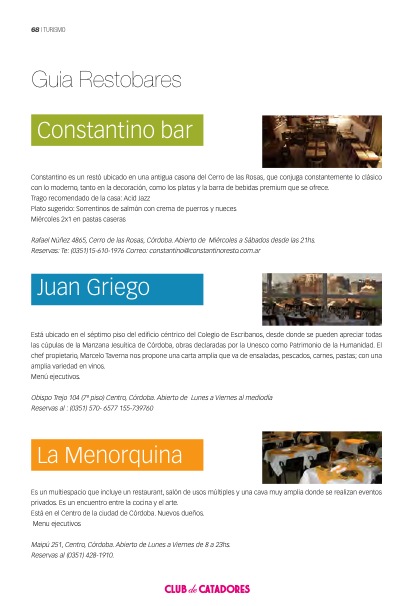 68 | TURISMO
Guia Restobares
Constantino bar
Constantino es un restó ubicado en una antigua casona del Cerro de las Rosas, que conjuga constantemente lo clásico
con lo moderno, tanto en la decoración, como los platos y la barra de bebidas premium que se ofrece.
Trago recomendado de la casa: Acid Jazz
Plato sugerido: Sorrentinos de salmón con crema de puerros y nueces.
Miércoles 2x1 en pastas caseras
Rafael Núñez 4865, Cerro de las Rosas, Córdoba. Abierto de Miércoles a Sábados desde las 21hs.
Reservas: Te: (0351)15-610-1976 Correo: constantino@constantinoresto.com.ar
Juan Griego
Está ubicado en el séptimo piso del edificio céntrico del Colegio de Escribanos, desde donde se pueden apreciar todas
las cúpulas de la Manzana Jesuítica de Córdoba, obras declaradas por la Unesco como Patrimonio de la Humanidad. El
chef propietario, Marcelo Taverna nos propone una carta amplia que va de ensaladas, pescados, carnes, pastas; con una
amplia variedad en vinos.
Menú ejecutivos.
Obispo Trejo 104 (7º piso) Centro, Córdoba. Abierto de Lunes a Viernes al mediodía
Reservas al : (0351) 570- 6577 155-739760
La Menorquina
Es un multiespacio que incluye un restaurant, salón de usos múltiples y una cava muy amplia donde se realizan eventos
privados. Es un encuentro entre la cocina y el arte.
Está en el Centro de la ciudad de Córdoba. Nuevos dueños.
Menu ejecutivos.
Maipú 251, Centro, Córdoba. Abierto de Lunes a Viernes de 8 a 23hs.
Reservas al (0351) 428-1910.
CLUB de CATADORES